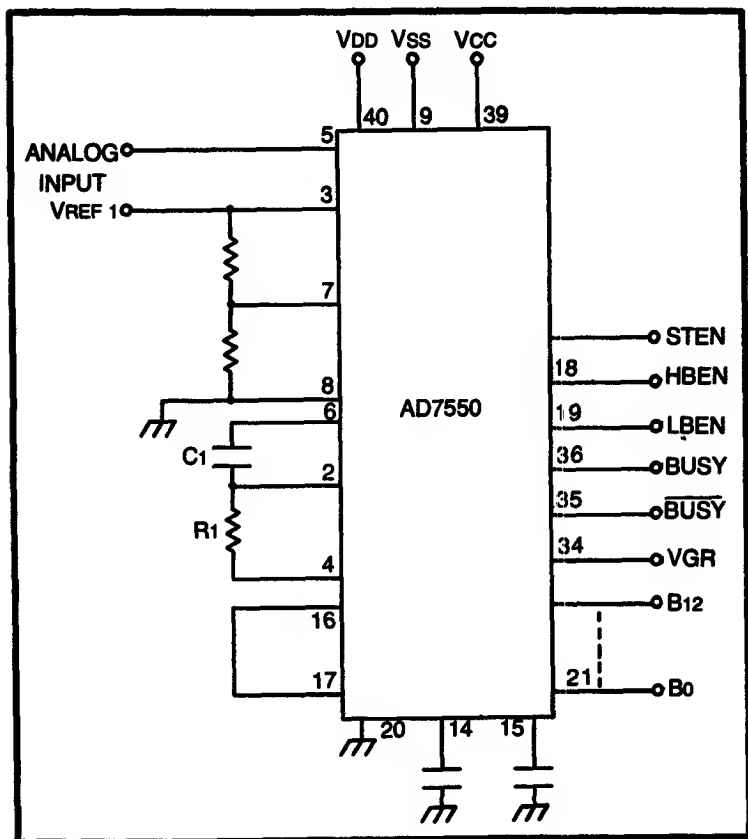 VDD VSS VCC
40 9 39
ANALOG INPUT 5
VREF 1 3
7
8
6
C1
2
R1
4
16
17
AD7550
STEN
18 HBEN
19 LBEN
36 BUSY
35 BUSY
34 VGR
B12
21 B0
20 14 15